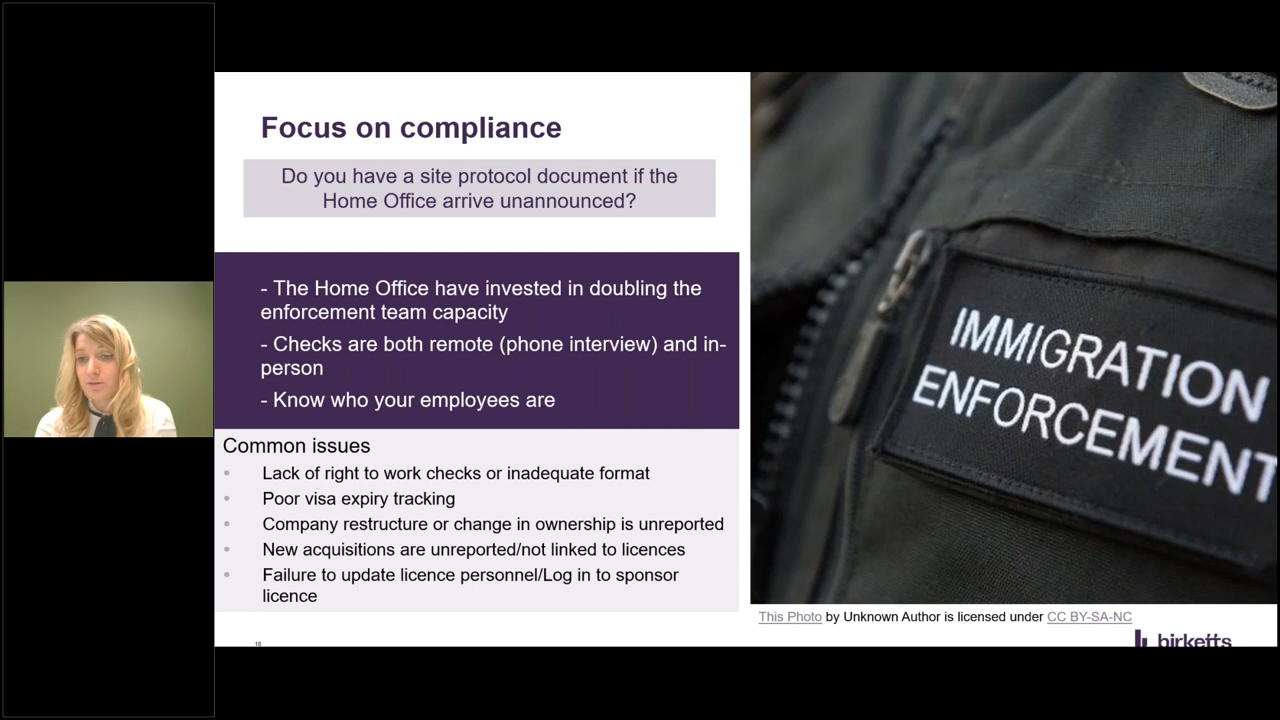 Focus on compliance
Do you have a site protocol document if the
Home Office arrive unannounced?
- The Home Office have invested in doubling the
enforcement team capacity
- Checks are both remote (phone interview) and in-
person
- Know who your employees are
Common issues
• Lack of right to work checks or inadequate format
• Poor visa expiry tracking
• Company restructure or change in ownership is unreported
• New acquisitions are unreported/not linked to licences
• Failure to update licence personnel/Log in to sponsor
licence
IMMIGRATION
ENFORCEMENT
This Photo by Unknown Author is licensed under CC BY-SA-NC
birketts